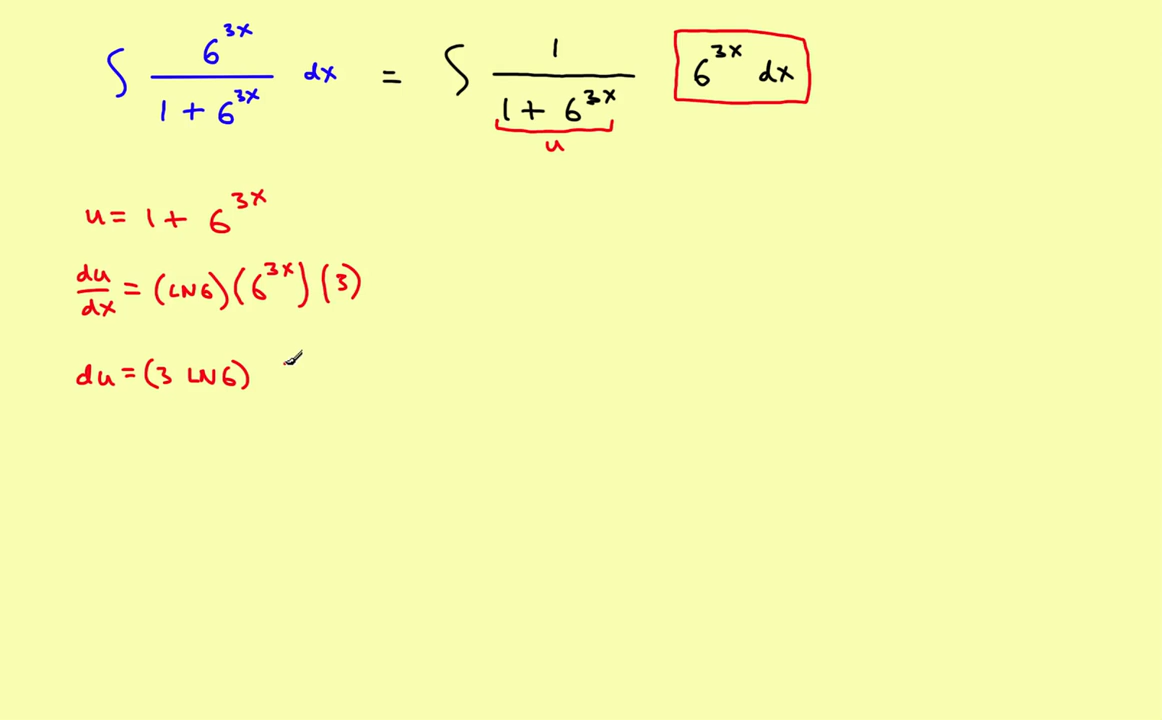 ∫ 6^{3x} / (1 + 6^{3x}) dx = ∫ 1 / (1 + 6^{3x}) 6^{3x} dx
u
u = 1 + 6^{3x}
du/dx = (LN6)(6^{3x})(3)
du = (3 LN6)